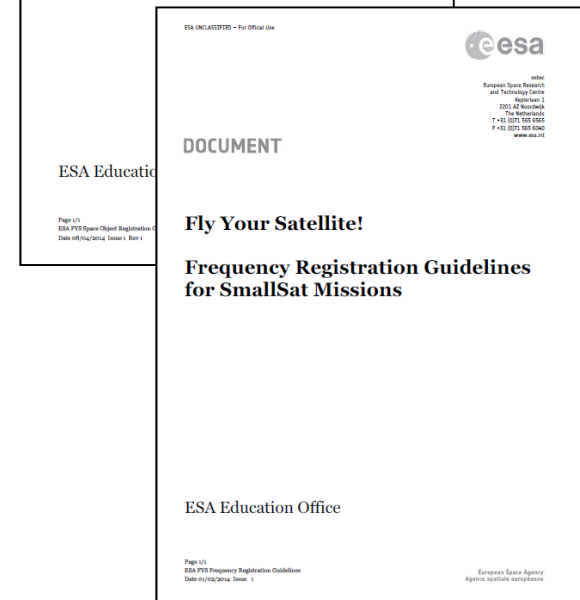 ESA Educatio
Page 1/1
ESA FYS Space Object Registration G
Date 08/04/2014 Issue 1 Rev 1
ESA UNCLASSIFIED – For Official Use
esa
estec
European Space Research
and Technology Centre
Keplerlaan 1
2201 AZ Noordwijk
The Netherlands
T +31 (0)71 565 6565
F +31 (0)71 565 6040
www.esa.int
DOCUMENT
Fly Your Satellite!
Frequency Registration Guidelines
for SmallSat Missions
ESA Education Office
Page 1/1
ESA FYS Frequency Registration Guidelines
Date 01/02/2014 Issue 1
European Space Agency
Agence spatiale européenne